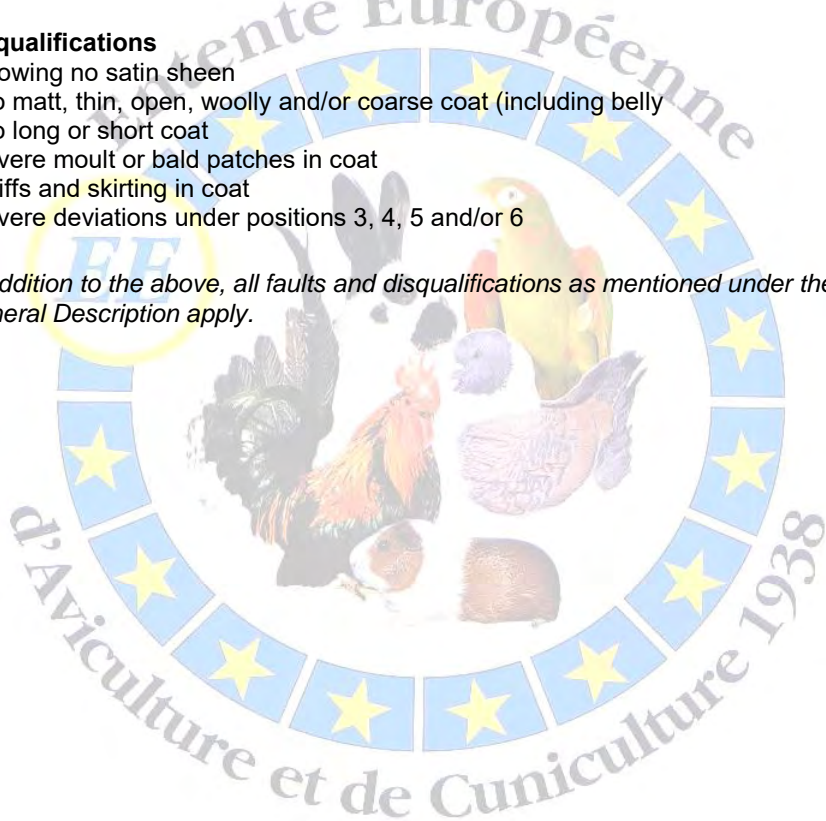 qualifications
owing no satin sheen
o matt, thin, open, woolly and/or coarse coat (including belly
o long or short coat
vere moult or bald patches in coat
iffs and skirting in coat
vere deviations under positions 3, 4, 5 and/or 6
ddition to the above, all faults and disqualifications as mentioned under the
neral Description apply.
Entente Européenne
EE
d'Aviculture et de Cuniculture 1938